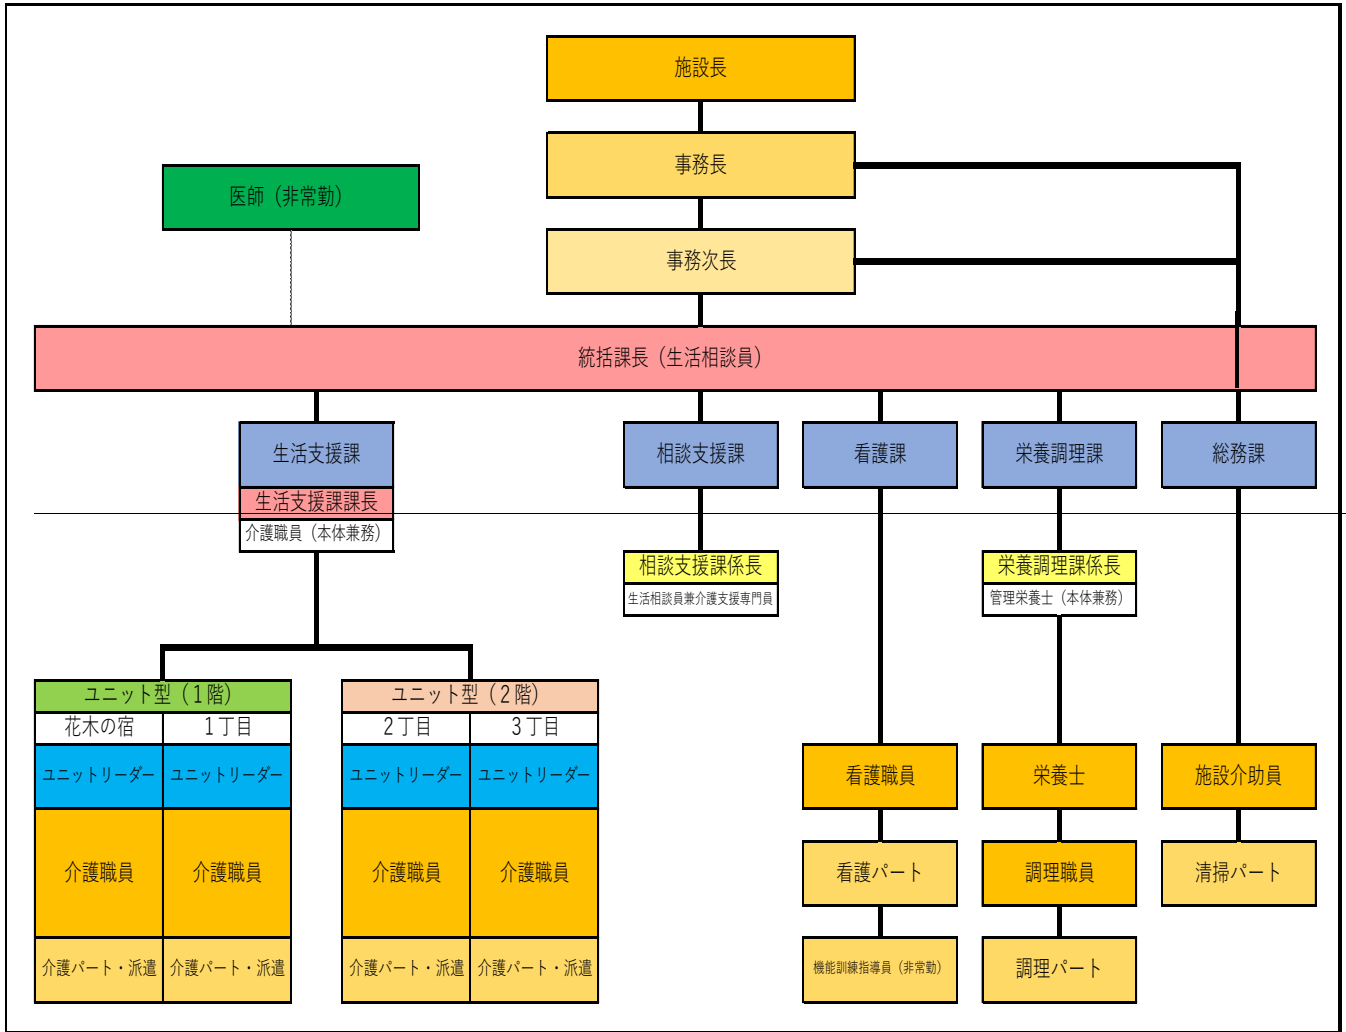 施設長
事務長
医師（非常勤）
事務次長
統括課長（生活相談員）
生活支援課
相談支援課
看護課
栄養調理課
総務課
生活支援課課長
介護職員（本体兼務）
相談支援課係長
生活相談員兼介護支援専門員
栄養調理課係長
管理栄養士（本体兼務）
ユニット型（１階）
ユニット型（２階）
花木の宿
１丁目
２丁目
３丁目
ユニットリーダー
ユニットリーダー
ユニットリーダー
ユニットリーダー
看護職員
栄養士
施設介助員
介護職員
介護職員
介護職員
介護職員
看護パート
調理職員
清掃パート
介護パート・派遣
介護パート・派遣
介護パート・派遣
介護パート・派遣
機能訓練指導員（非常勤）
調理パート